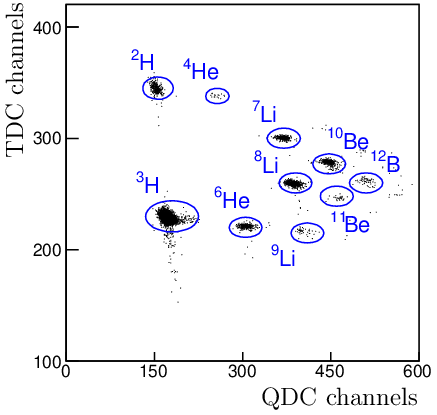 TDC channels
400
300
200
100
0
150
300
450
600
QDC channels
²H
⁴He
⁷Li
¹⁰Be
⁸Li
¹²B
³H
⁶He
¹¹Be
⁹Li